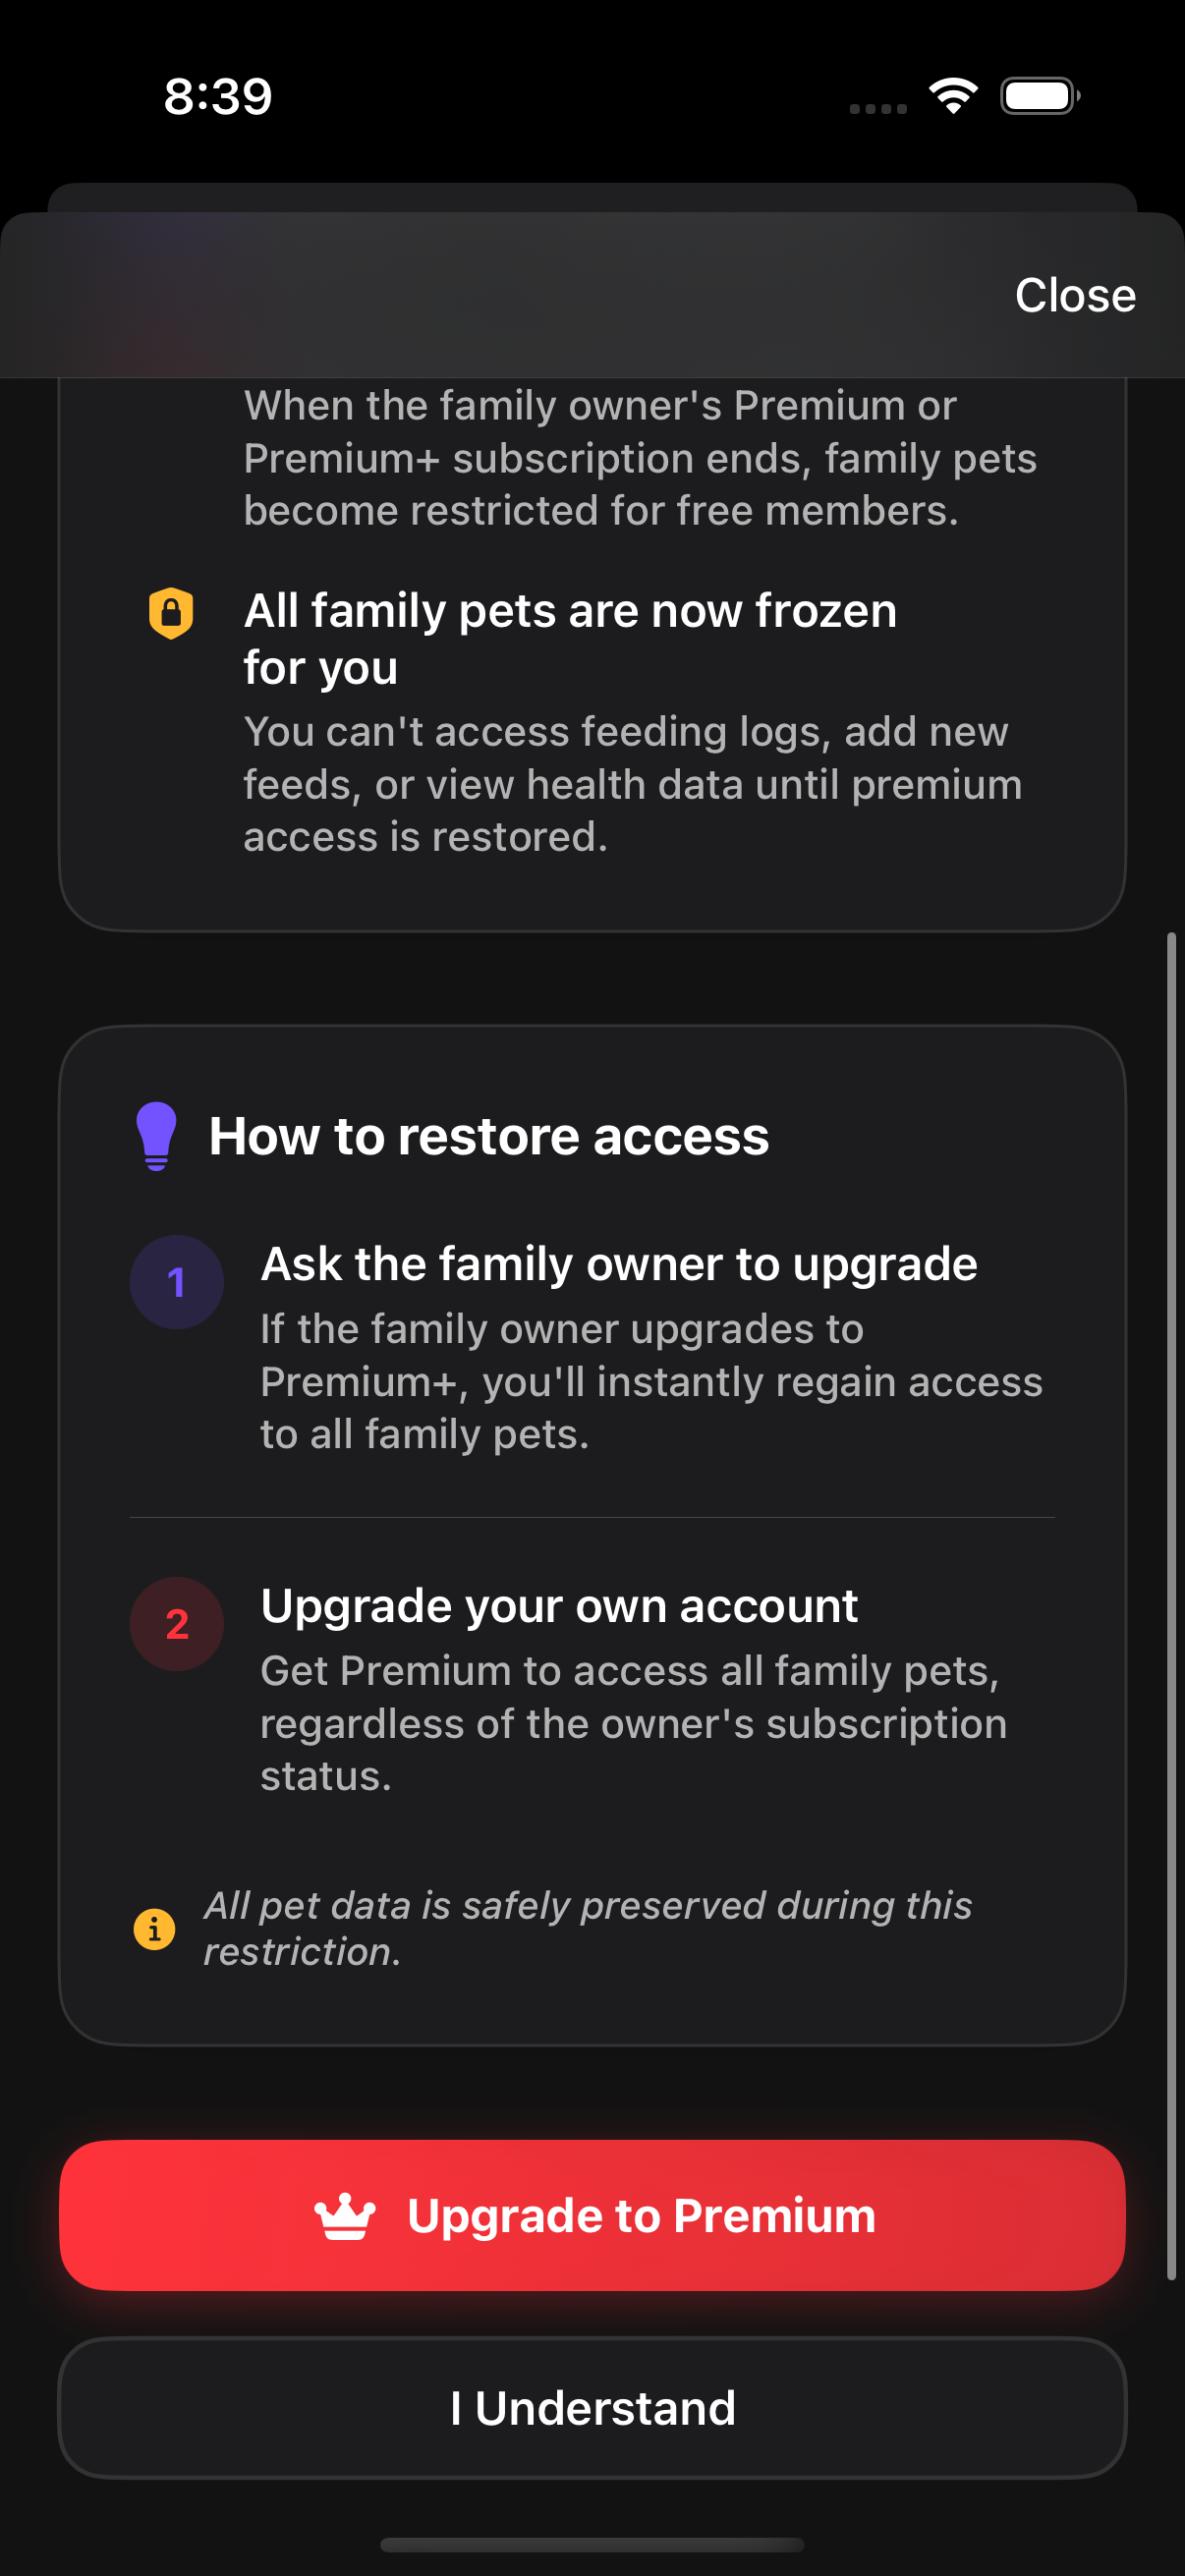 8:39
Close
When the family owner's Premium or
Premium+ subscription ends, family pets
become restricted for free members.
All family pets are now frozen
for you
You can't access feeding logs, add new
feeds, or view health data until premium
access is restored.
How to restore access
1
Ask the family owner to upgrade
If the family owner upgrades to
Premium+, you'll instantly regain access
to all family pets.
2
Upgrade your own account
Get Premium to access all family pets,
regardless of the owner's subscription
status.
All pet data is safely preserved during this
restriction.
Upgrade to Premium
I Understand